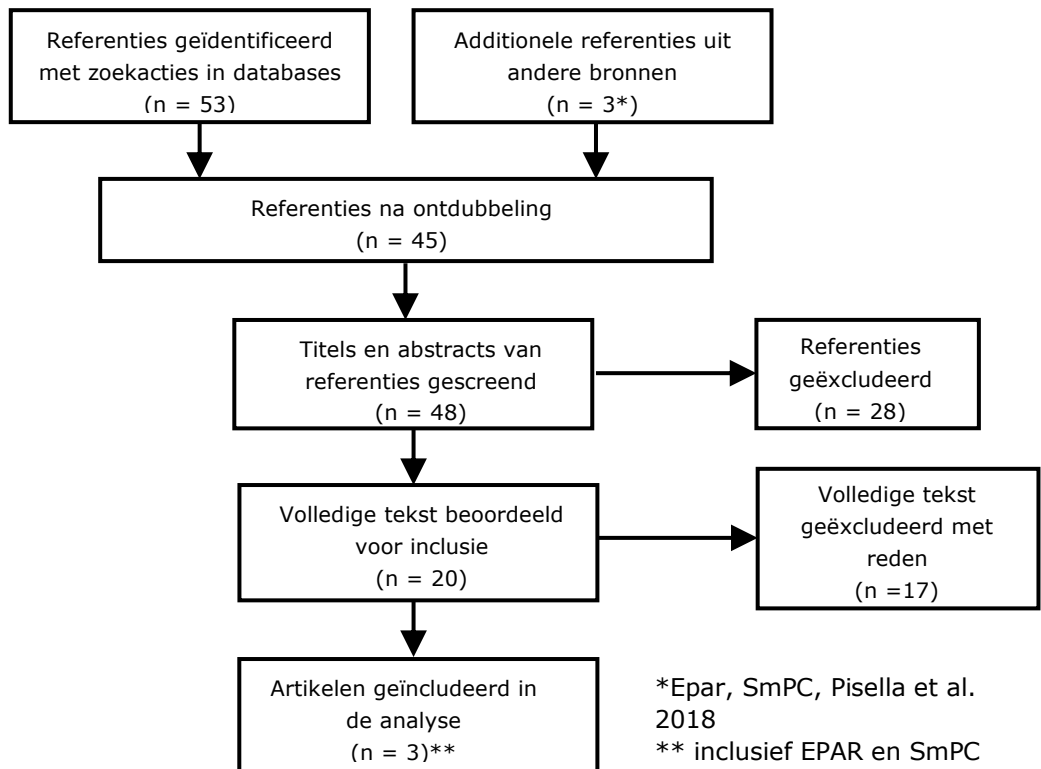 Referenties geïdentificeerd
met zoekacties in databases
(n = 53)
Additionele referenties uit
andere bronnen
(n = 3*)
Referenties na ontdubbeling
(n = 45)
Titels en abstracts van
referenties gescreend
(n = 48)
Referenties
geëxcludeerd
(n = 28)
Volledige tekst beoordeeld
voor inclusie
(n = 20)
Volledige tekst
geëxcludeerd met
reden
(n =17)
Artikelen geïncludeerd in
de analyse
(n = 3)**
*Epar, SmPC, Pisella et al.
2018
** inclusief EPAR en SmPC